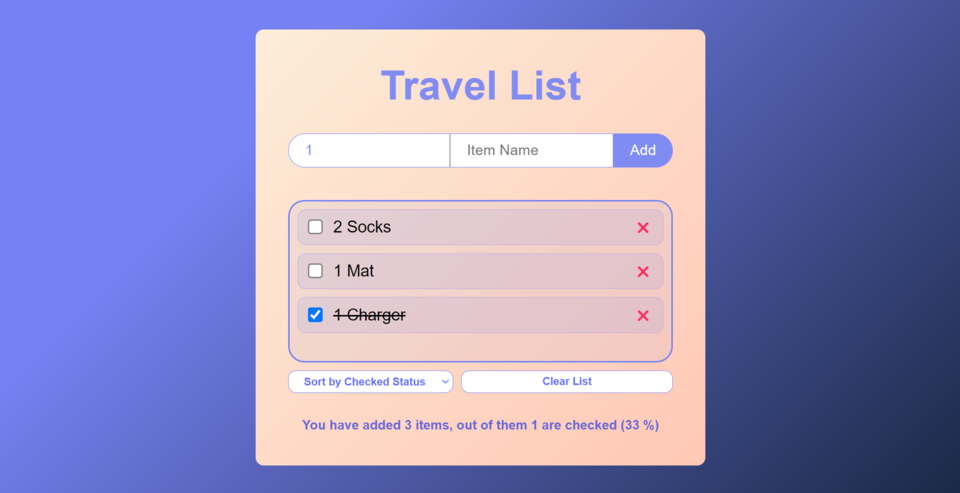 Travel List
1 Item Name Add
2 Socks
1 Mat
1 Charger
Sort by Checked Status Clear List
You have added 3 items, out of them 1 are checked (33 %)